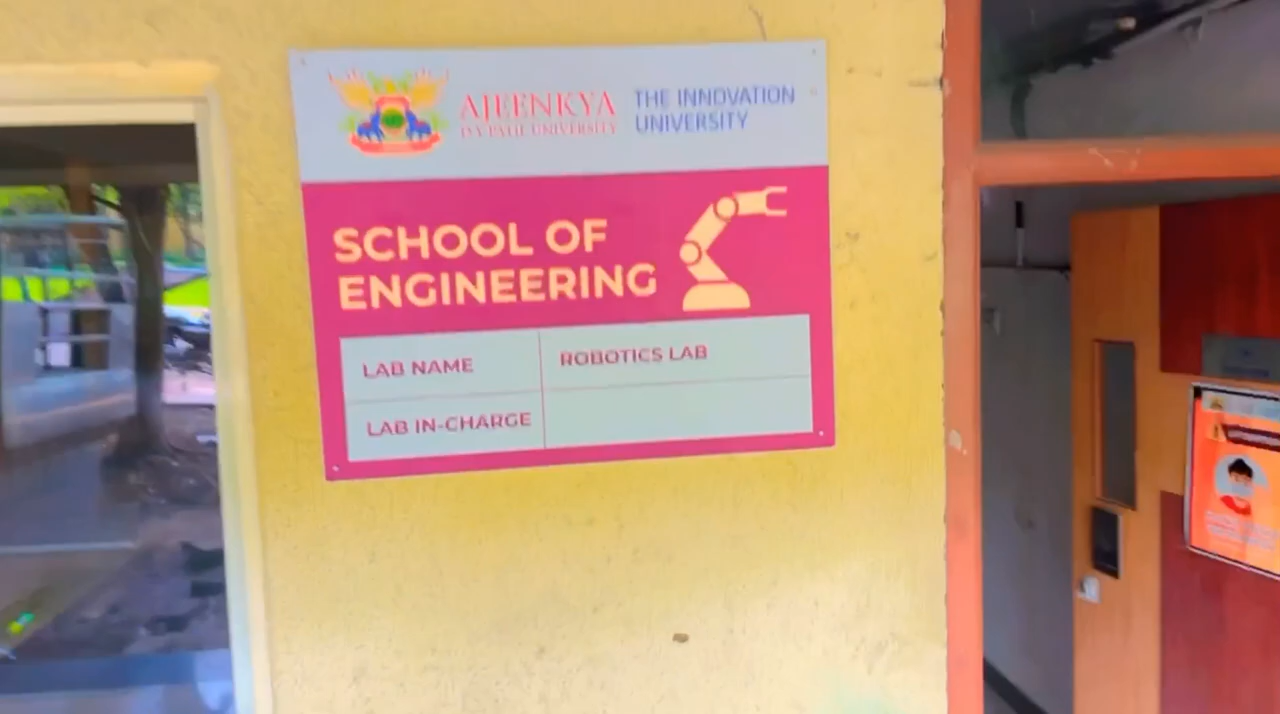 AJEENKYA
D Y PATIL UNIVERSITY
THE INNOVATION
UNIVERSITY
SCHOOL OF
ENGINEERING
LAB NAME
ROBOTICS LAB
LAB IN-CHARGE